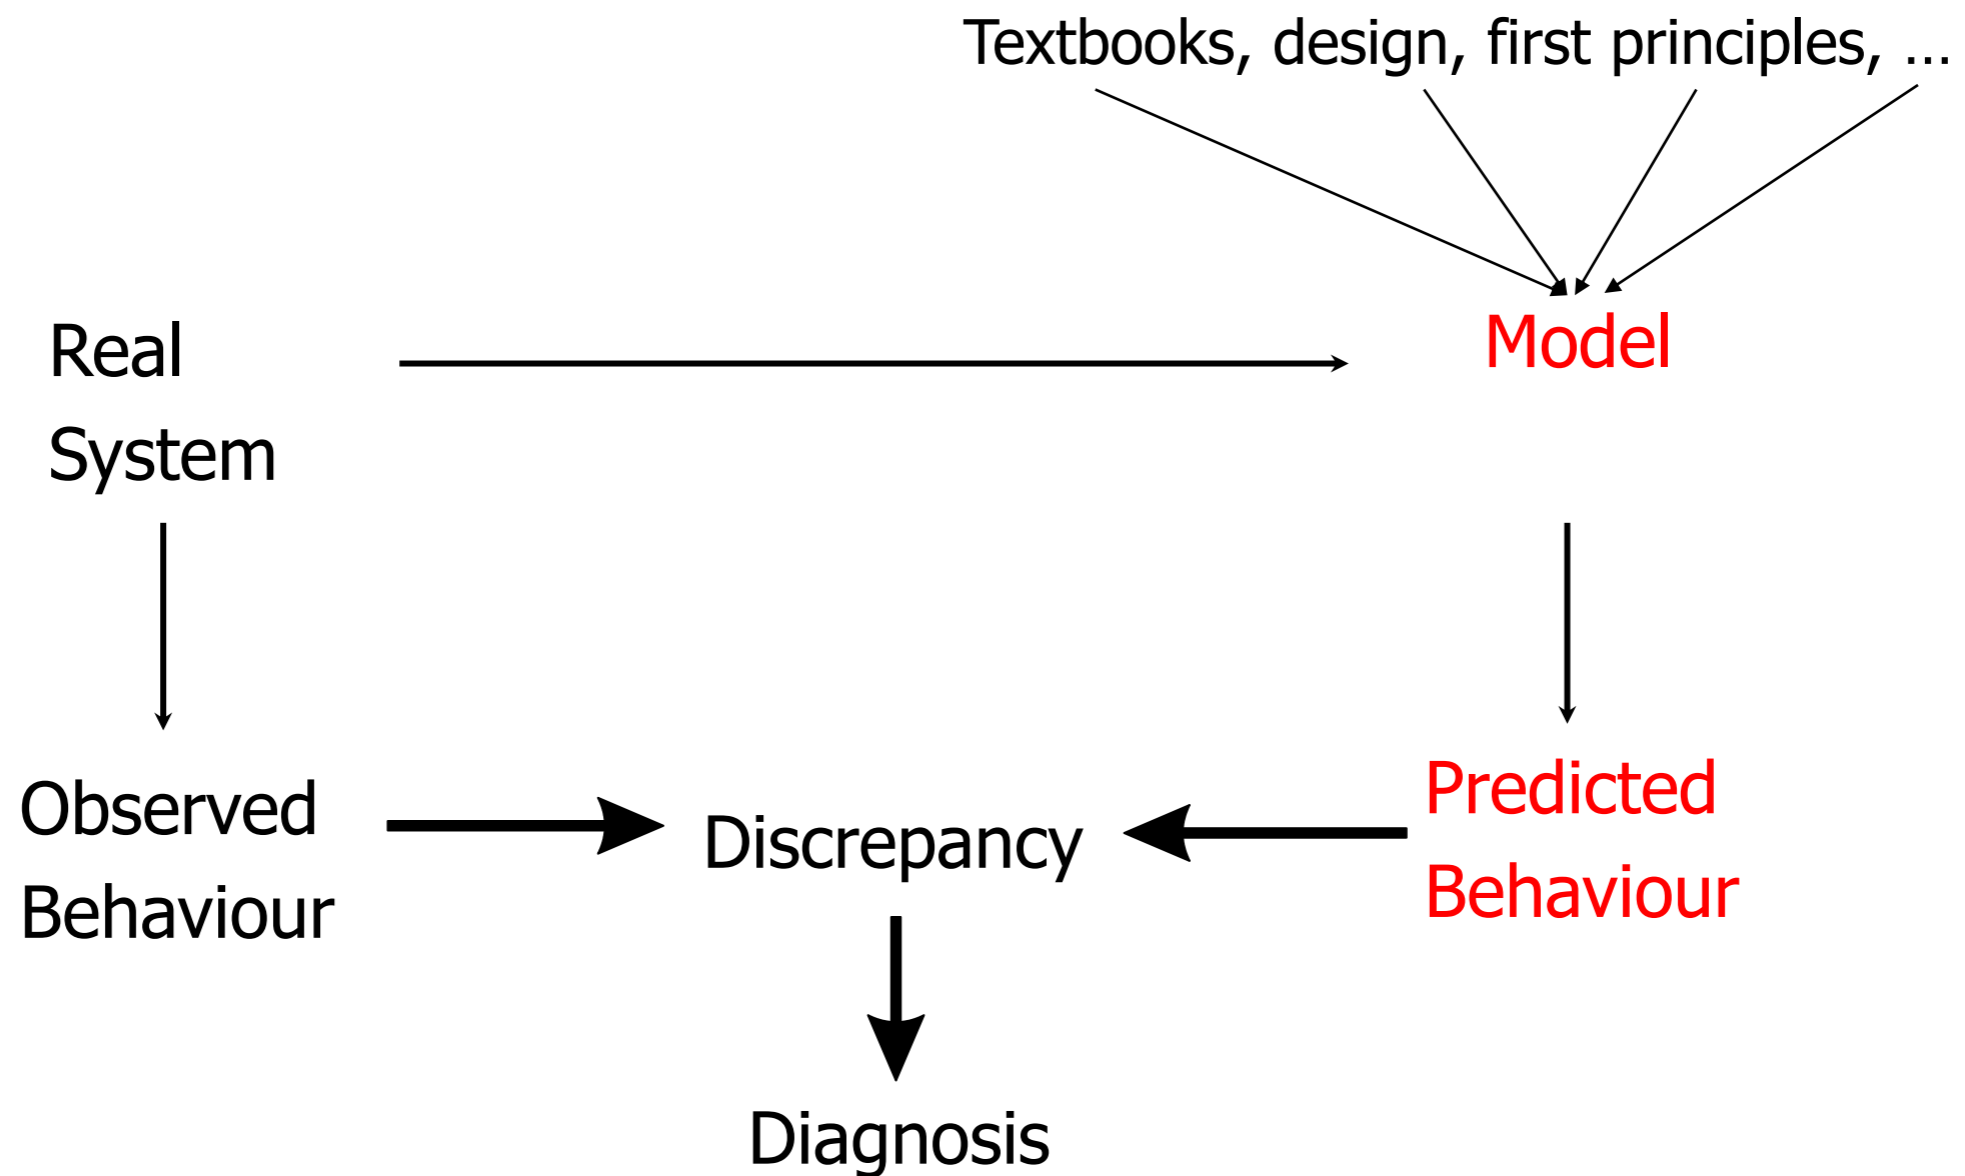 Textbooks, design, first principles, ...
Real
System
Model
Observed
Behaviour
Discrepancy
Predicted
Behaviour
Diagnosis